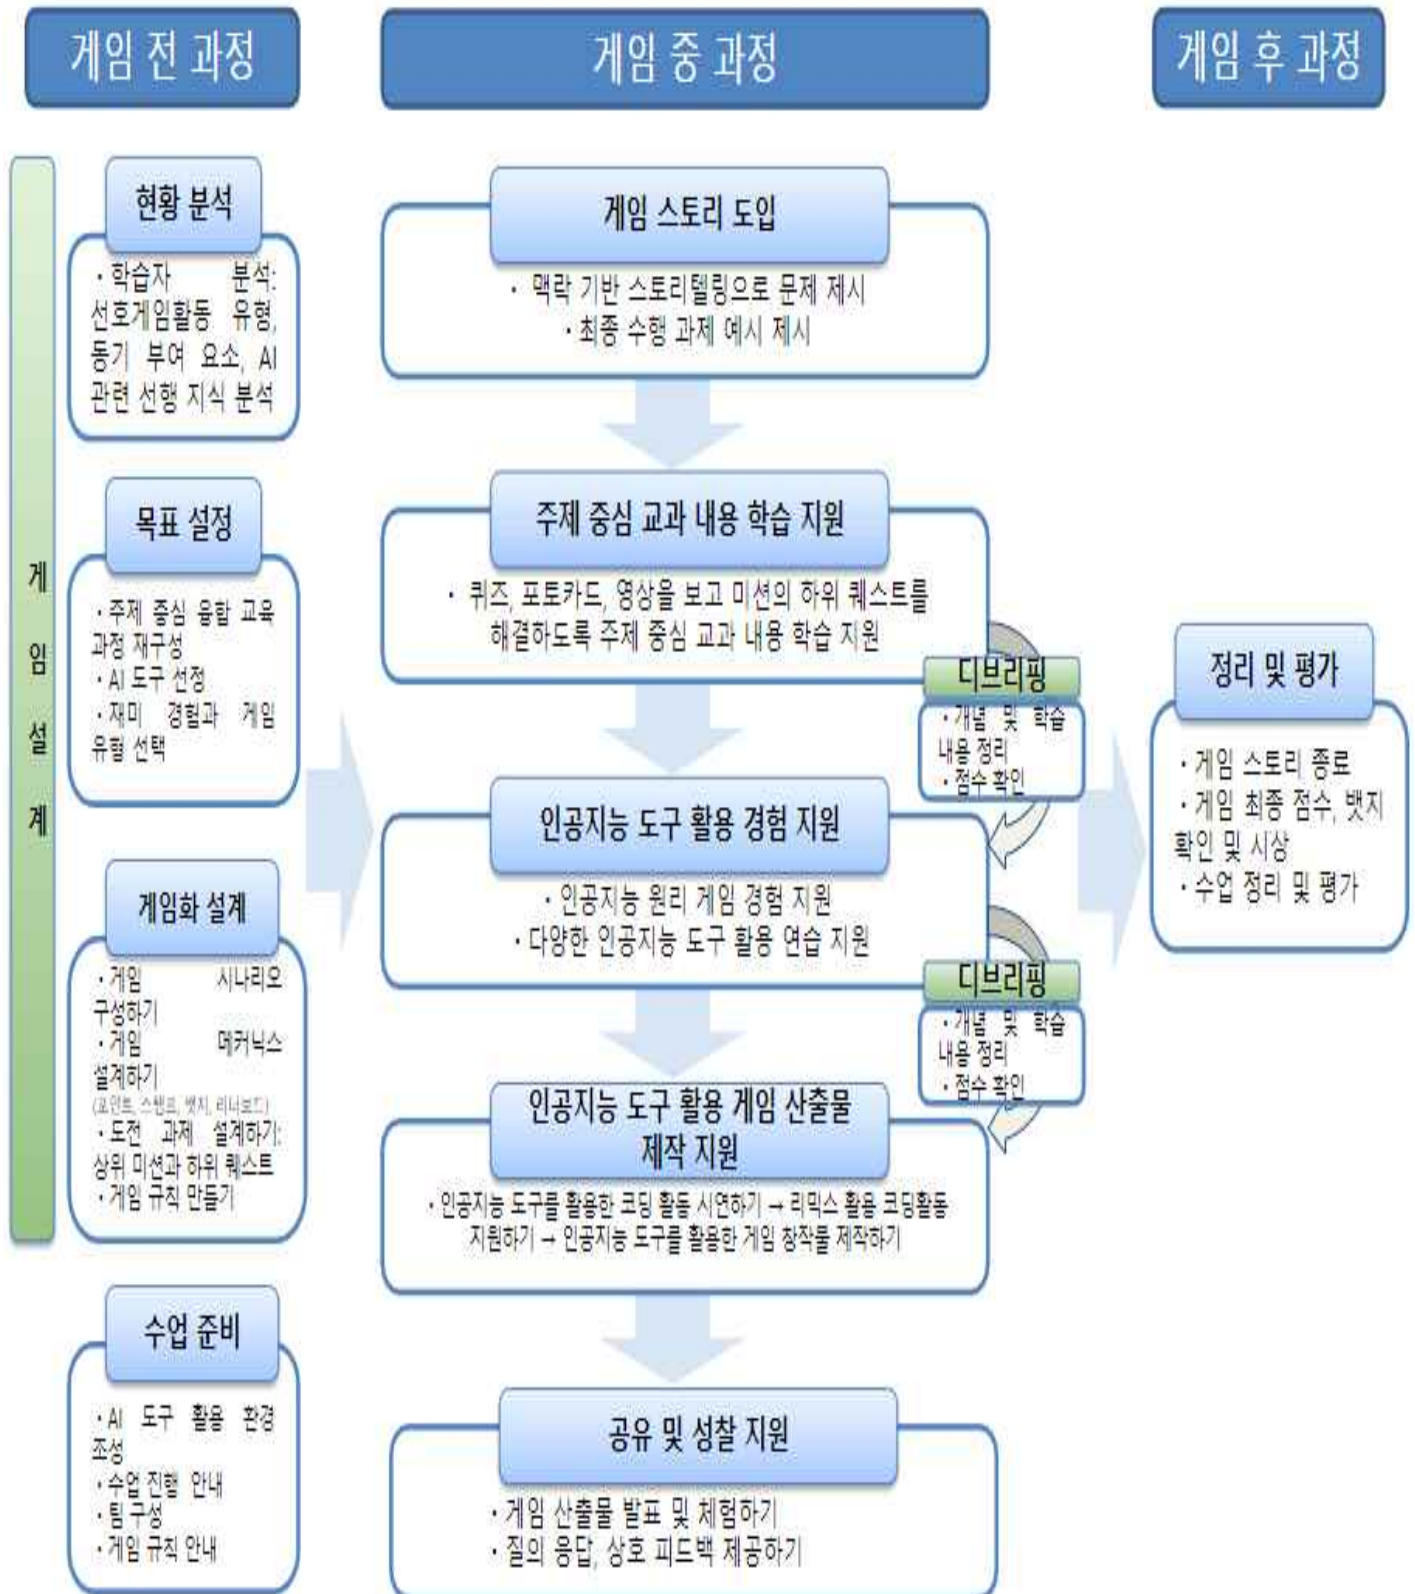 게임 전 과정
게임 중 과정
게임 후 과정
게임설계
현황 분석
· 학습자 분석:
선호게임활동 유형,
동기 부여 요소, AI
관련 선행 지식 분석
목표 설정
· 주제 중심 융합 교육
과정 재구성
· AI 도구 선정
· 재미 경험과 게임
유형 선택
게임화 설계
· 게임 시나리오
구성하기
· 게임 메커닉스
설계하기
(포인트, 스탬프, 뱃지, 리더보드)
· 도전 과제 설계하기:
상위 미션과 하위 퀘스트
· 게임 규칙 만들기
수업 준비
· AI 도구 활용 환경
조성
· 수업 진행 안내
· 팀 구성
· 게임 규칙 안내
게임 스토리 도입
· 맥락 기반 스토리텔링으로 문제 제시
· 최종 수행 과제 예시 제시
주제 중심 교과 내용 학습 지원
· 퀴즈, 포토카드, 영상을 보고 미션의 하위 퀘스트를
해결하도록 주제 중심 교과 내용 학습 지원
디브리핑
· 개념 및 학습
내용 정리
· 점수 확인
인공지능 도구 활용 경험 지원
· 인공지능 원리 게임 경험 지원
· 다양한 인공지능 도구 활용 연습 지원
디브리핑
· 개념 및 학습
내용 정리
· 점수 확인
인공지능 도구 활용 게임 산출물
제작 지원
· 인공지능 도구를 활용한 코딩 활동 시연하기 → 리믹스 활용 코딩활동
지원하기 → 인공지능 도구를 활용한 게임 창작물 제작하기
공유 및 성찰 지원
· 게임 산출물 발표 및 체험하기
· 질의 응답, 상호 피드백 제공하기
정리 및 평가
· 게임 스토리 종료
· 게임 최종 점수, 뱃지
확인 및 시상
· 수업 정리 및 평가